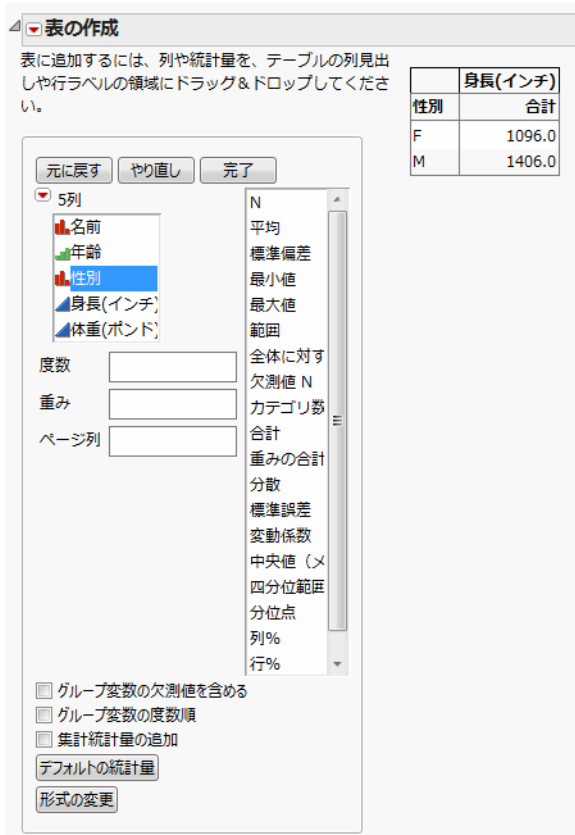 表の作成
表に追加するには、列や統計量を、テーブルの列見出
しや行ラベルの領域にドラッグ&ドロップしてくださ
い。
元に戻す やり直し 完了
5列
名前
年齢
性別
身長(インチ)
体重(ポンド)
度数
重み
ページ列
N
平均
標準偏差
最小値
最大値
範囲
全体に対す
欠測値 N
カテゴリ数
合計
重みの合計
分散
標準誤差
変動係数
中央値（メ
四分位範囲
分位点
列%
行%
グループ変数の欠測値を含める
グループ変数の度数順
集計統計量の追加
デフォルトの統計量
形式の変更
身長(インチ)
性別 合計
F 1096.0
M 1406.0